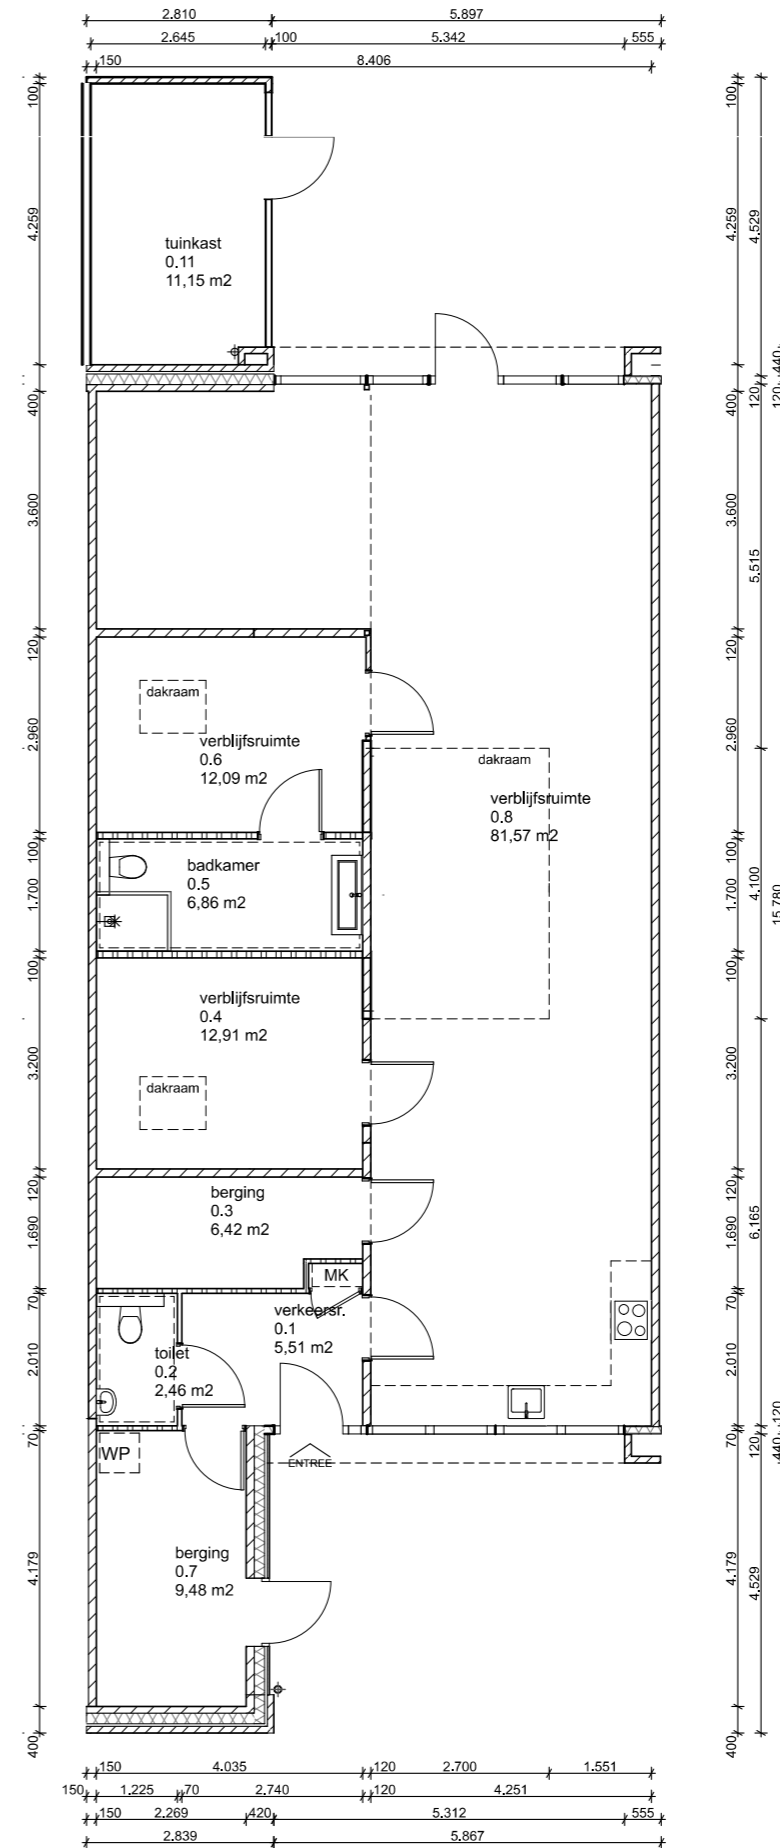 2.810 5.897
2.645 100 5.342 555
150 8.406
100
4.259
400
3.600
120
2.960
100
1.700
100
3.200
120
1.690
70
2.010
70
4.179
400
tuinkast
0.11
11,15 m2
dakraam
verblijfsruimte
0.6
12,09 m2
dakraam
verblijfsruimte
0.8
81,57 m2
badkamer
0.5
6,86 m2
verblijfsruimte
0.4
12,91 m2
dakraam
berging
0.3
6,42 m2
MK
verkeersr.
0.1
5,51 m2
toilet
0.2
2,46 m2
WP
ENTREE
berging
0.7
9,48 m2
100
4.259
400
3.600
120
2.960
100
1.700
100
3.200
120
1.690
70
2.010
70
4.179
400
4.529
120
5.515
4.100
6.165
120
4.529
440
120
15.780
120
440
150 4.035 120 2.700 1.551
150 1.225 70 2.740 120 4.251
150 2.269 420 5.312 555
2.839 5.867